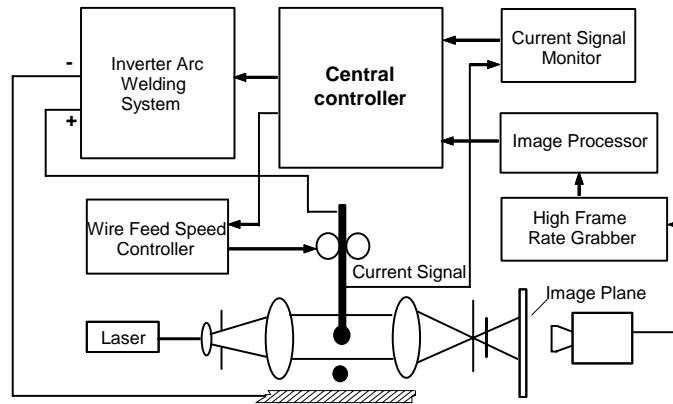 -
Inverter Arc
Welding
System
+
Central
controller
Current Signal
Monitor
Image Processor
High Frame
Rate Grabber
Wire Feed Speed
Controller
Current Signal
Image Plane
Laser